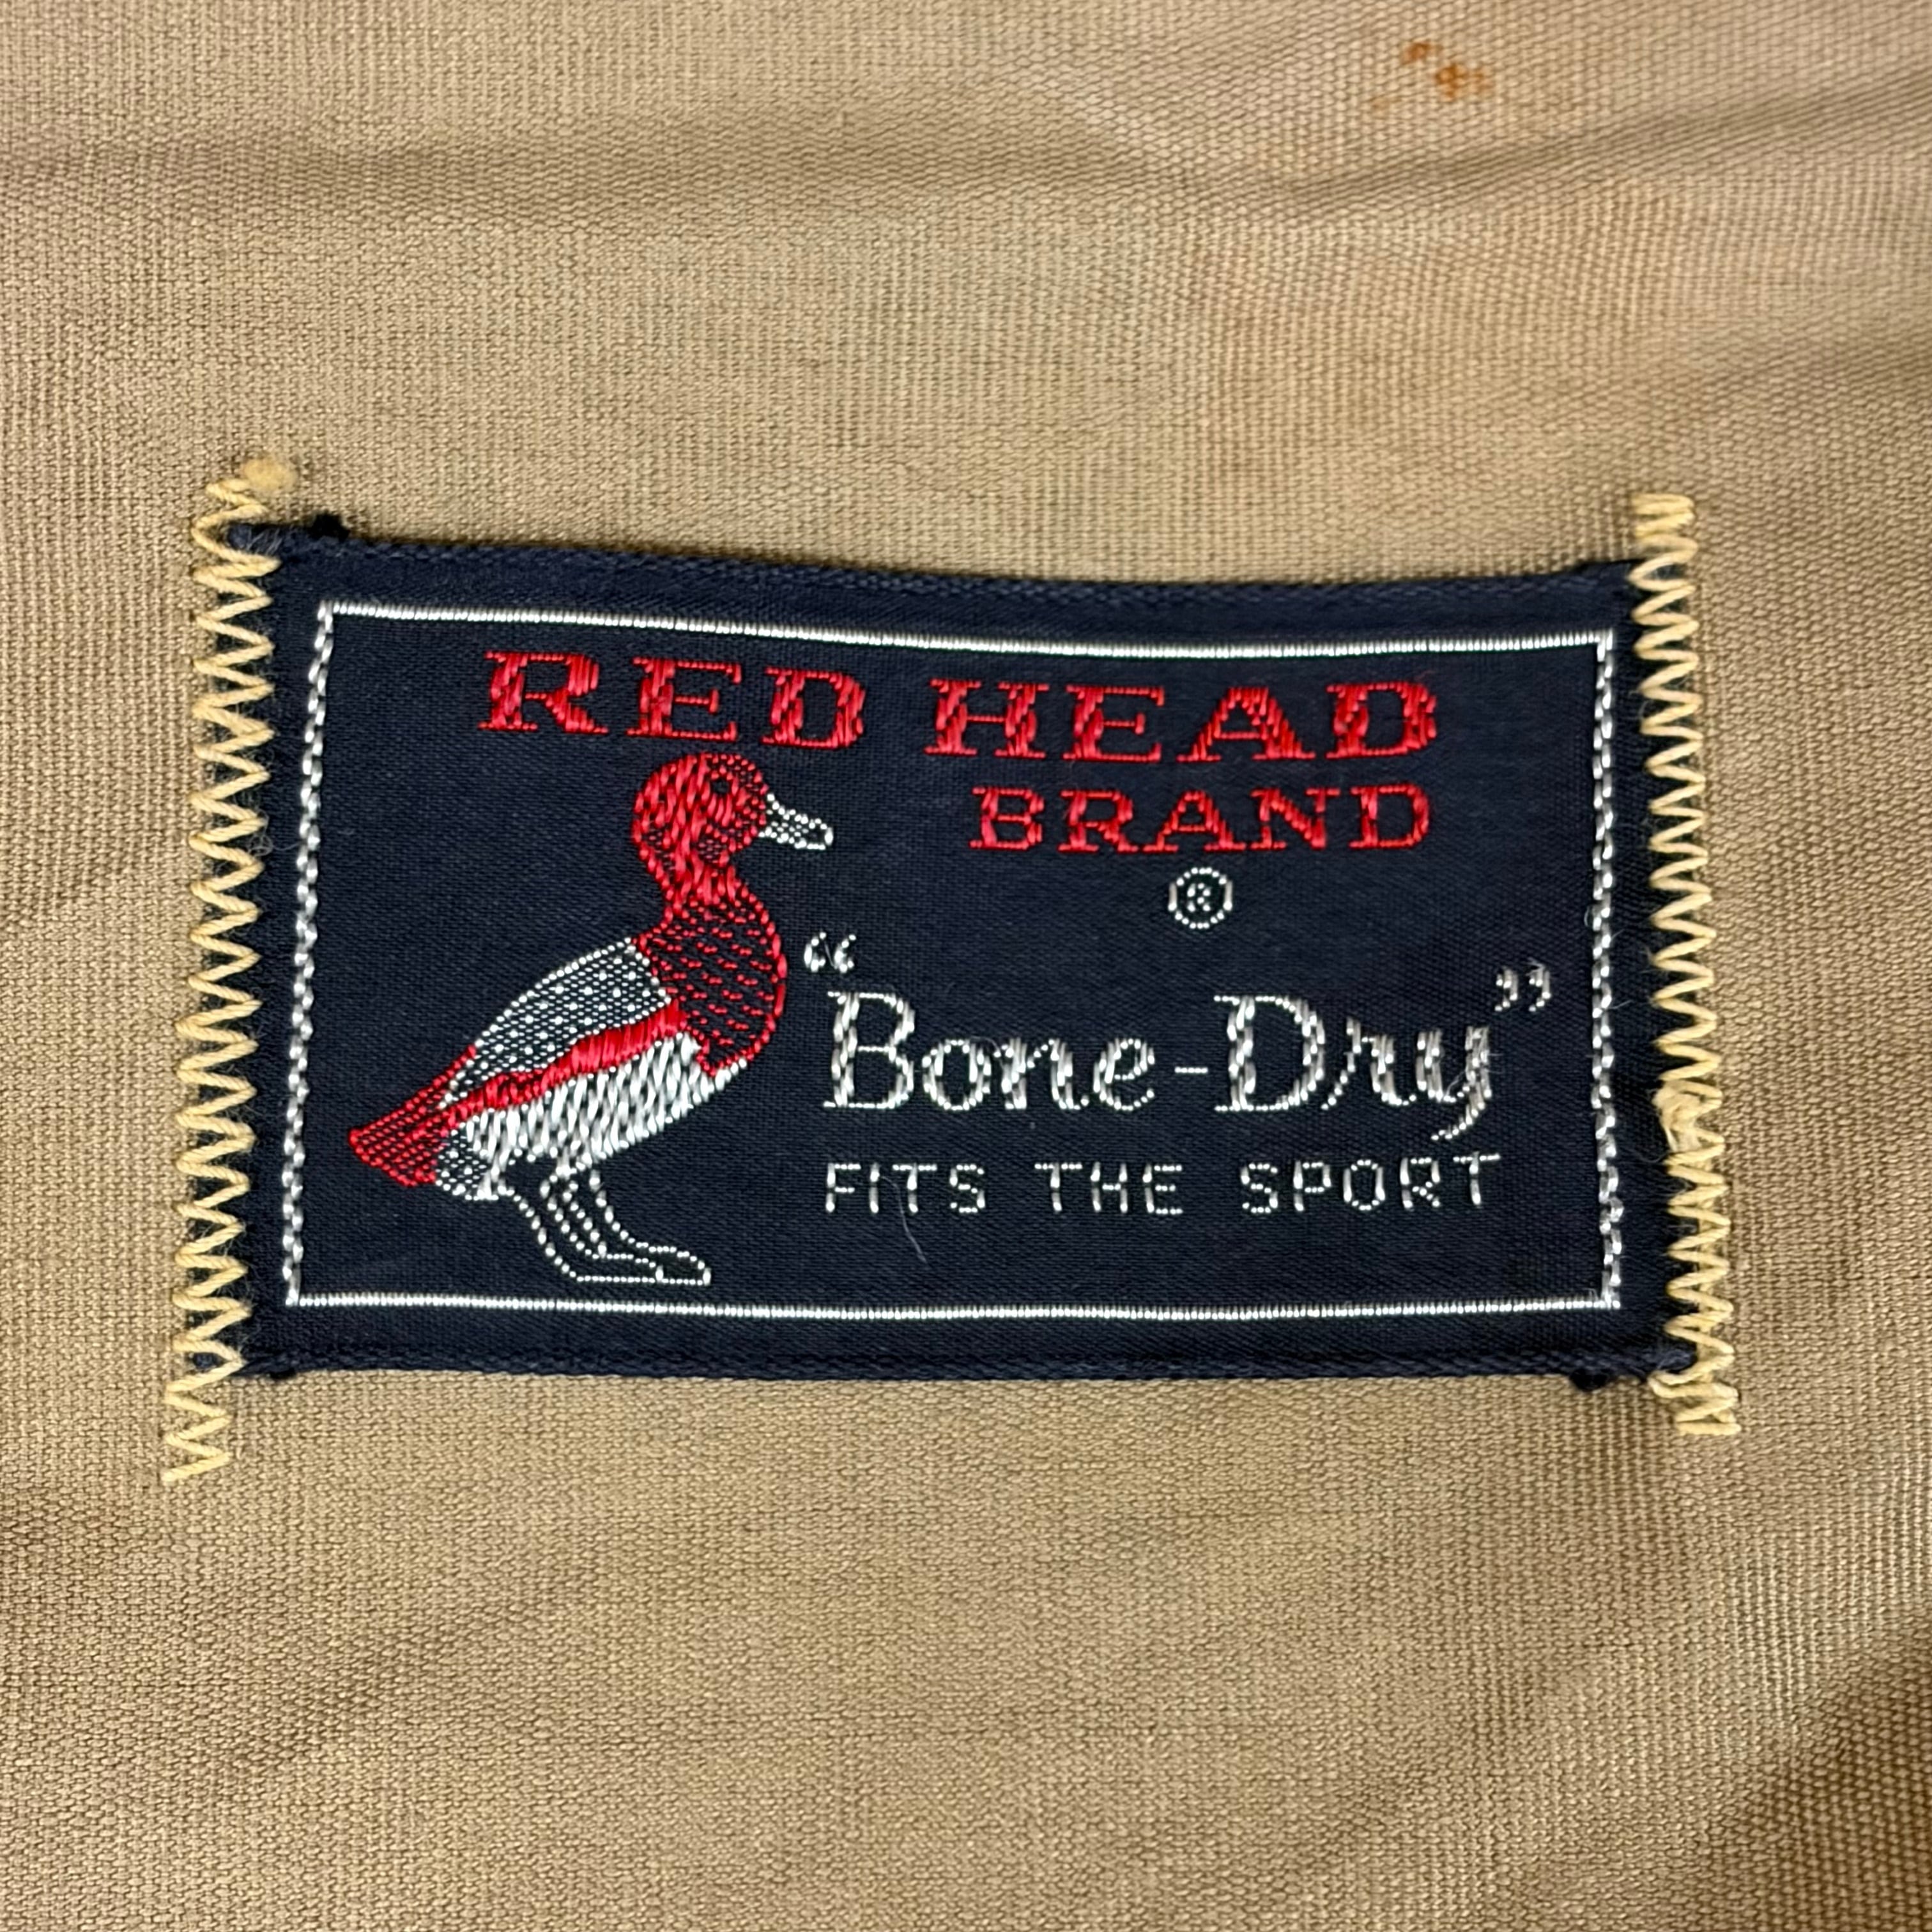 RED HEAD
BRAND
®
“Bone-Dry”
FITS THE SPORT